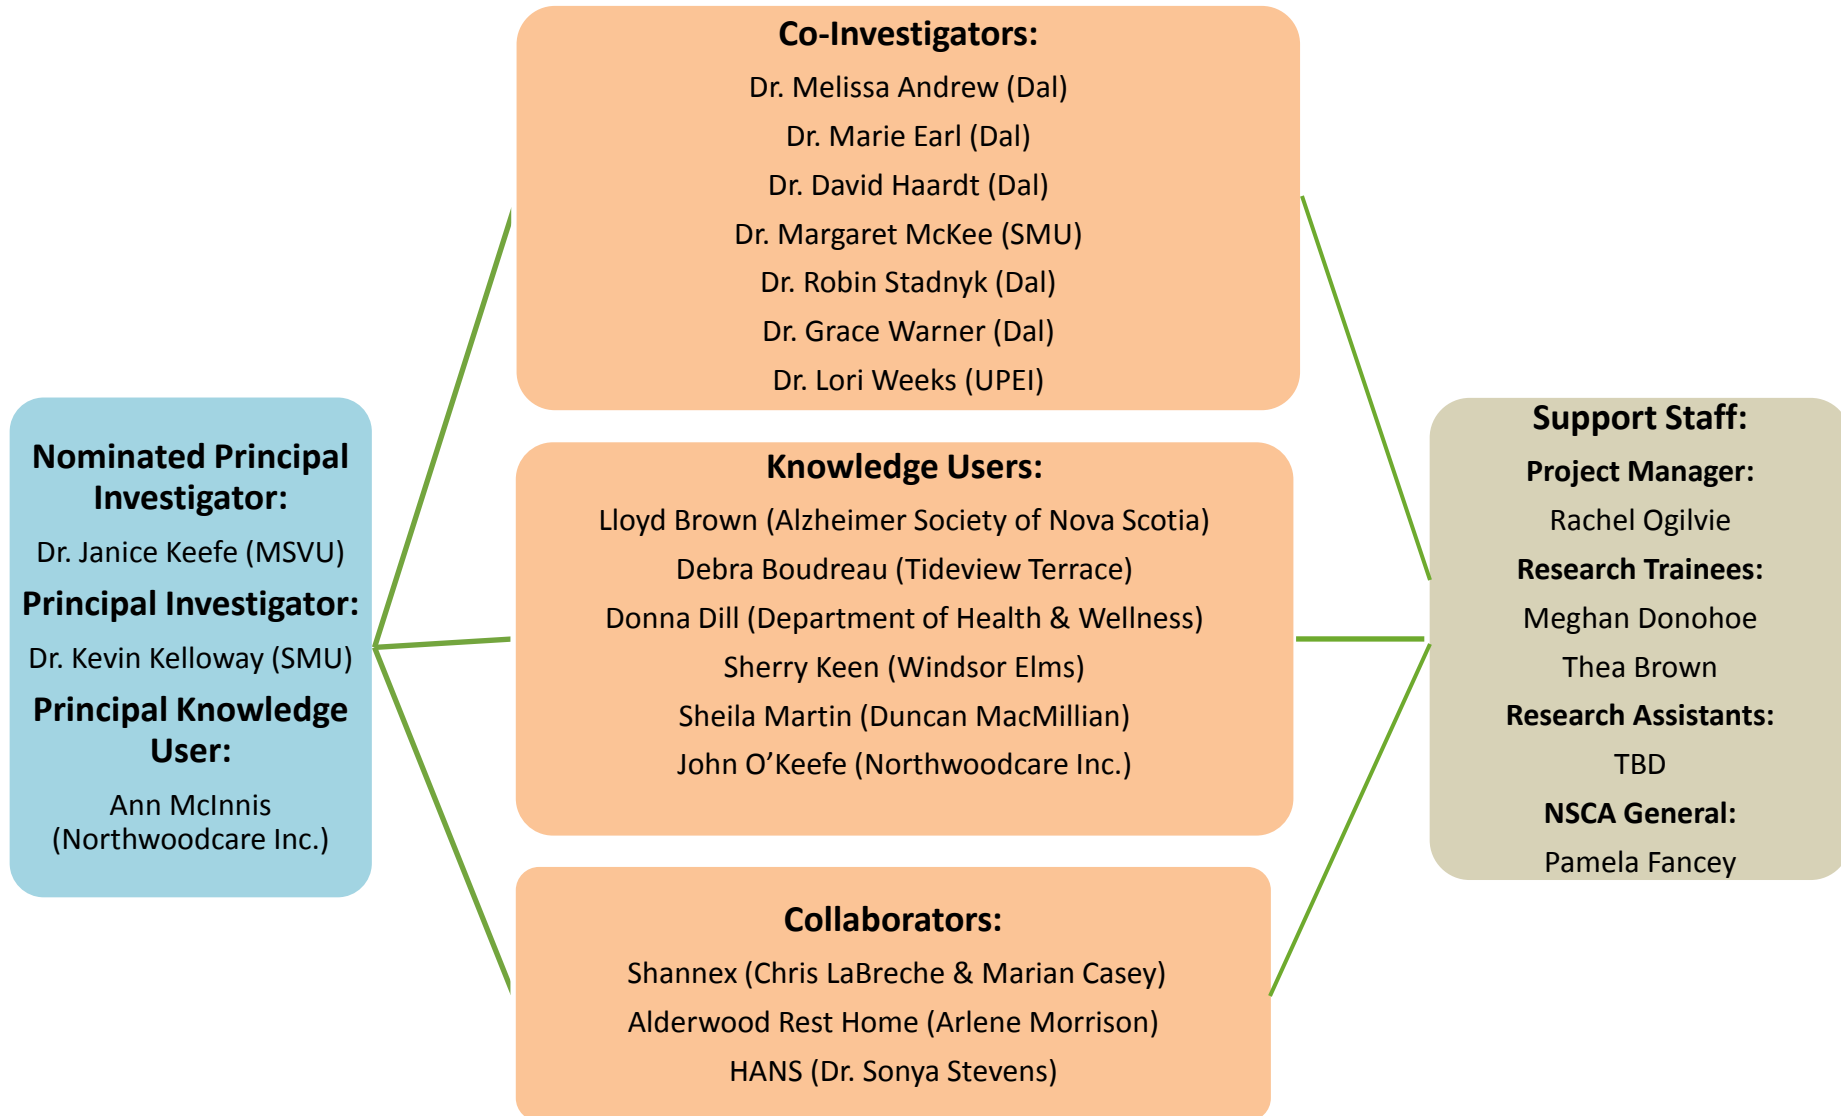 Co-Investigators:
Dr. Melissa Andrew (Dal)
Dr. Marie Earl (Dal)
Dr. David Haardt (Dal)
Dr. Margaret McKee (SMU)
Dr. Robin Stadnyk (Dal)
Dr. Grace Warner (Dal)
Dr. Lori Weeks (UPEI)
Nominated Principal
Investigator:
Dr. Janice Keefe (MSVU)
Principal Investigator:
Dr. Kevin Kelloway (SMU)
Principal Knowledge
User:
Ann McInnis
(Northwoodcare Inc.)
Knowledge Users:
Lloyd Brown (Alzheimer Society of Nova Scotia)
Debra Boudreau (Tideview Terrace)
Donna Dill (Department of Health & Wellness)
Sherry Keen (Windsor Elms)
Sheila Martin (Duncan MacMillian)
John O’Keefe (Northwoodcare Inc.)
Collaborators:
Shannex (Chris LaBreche & Marian Casey)
Alderwood Rest Home (Arlene Morrison)
HANS (Dr. Sonya Stevens)
Support Staff:
Project Manager:
Rachel Ogilvie
Research Trainees:
Meghan Donohoe
Thea Brown
Research Assistants:
TBD
NSCA General:
Pamela Fancey